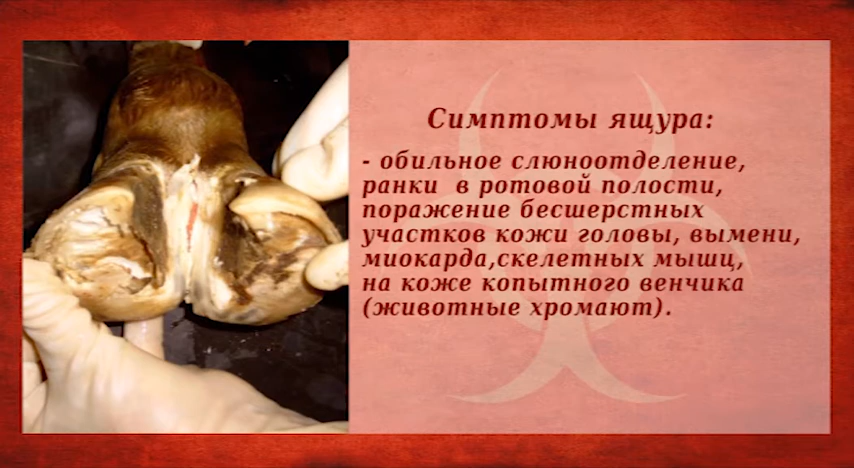 Симптомы ящура:
- обильное слюноотделение,
ранки в ротовой полости,
поражение бесшерстных
участков кожи головы, вымени,
миокарда,скелетных мышц,
на коже копытного венчика
(животные хромают).